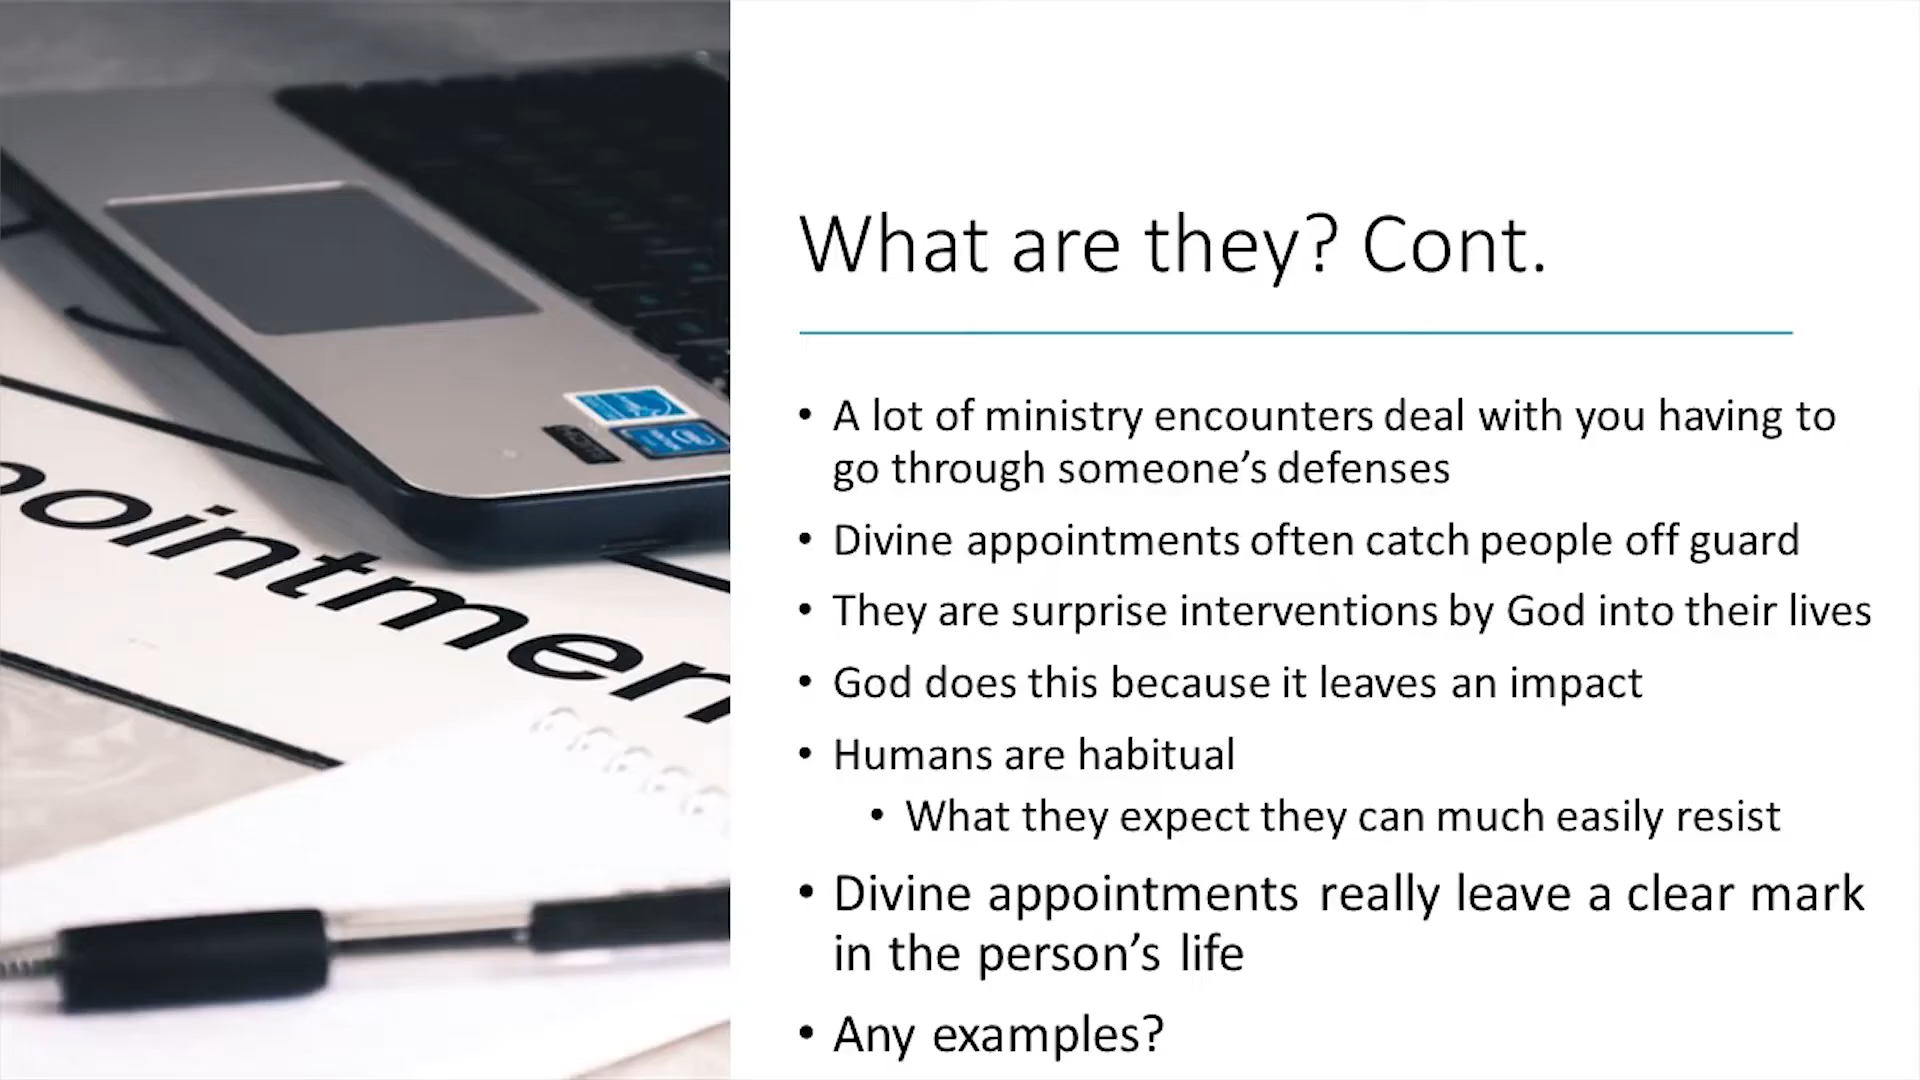 What are they? Cont.
• A lot of ministry encounters deal with you having to
go through someone’s defenses
• Divine appointments often catch people off guard
• They are surprise interventions by God into their lives
• God does this because it leaves an impact
• Humans are habitual
• What they expect they can much easily resist
• Divine appointments really leave a clear mark
in the person’s life
• Any examples?
ointmen